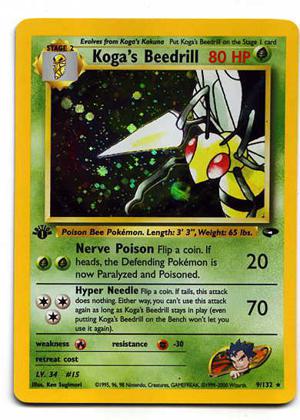 Evolves from Koga's Kakuna Put Koga's Beedrill on the Stage 1 card
STAGE 2
Koga's Beedrill 80 HP
Poison Bee Pokémon. Length: 3' 3", Weight: 65 lbs.
EDITION
1
Nerve Poison Flip a coin. If
heads, the Defending Pokémon is
now Paralyzed and Poisoned.
20
Hyper Needle Flip a coin. If tails, this attack
does nothing. Either way, you can't use this attack
again as long as Koga's Beedrill stays in play (even
putting Koga's Beedrill on the Bench won't let you
use it again).
70
weakness resistance -30
retreat cost
LV. 34 #15
Illus. Ken Sugimori ©1995, 96, 98 Nintendo, Creatures, GAMEFREAK. ©1999-2000 Wizards. 9/132 ★